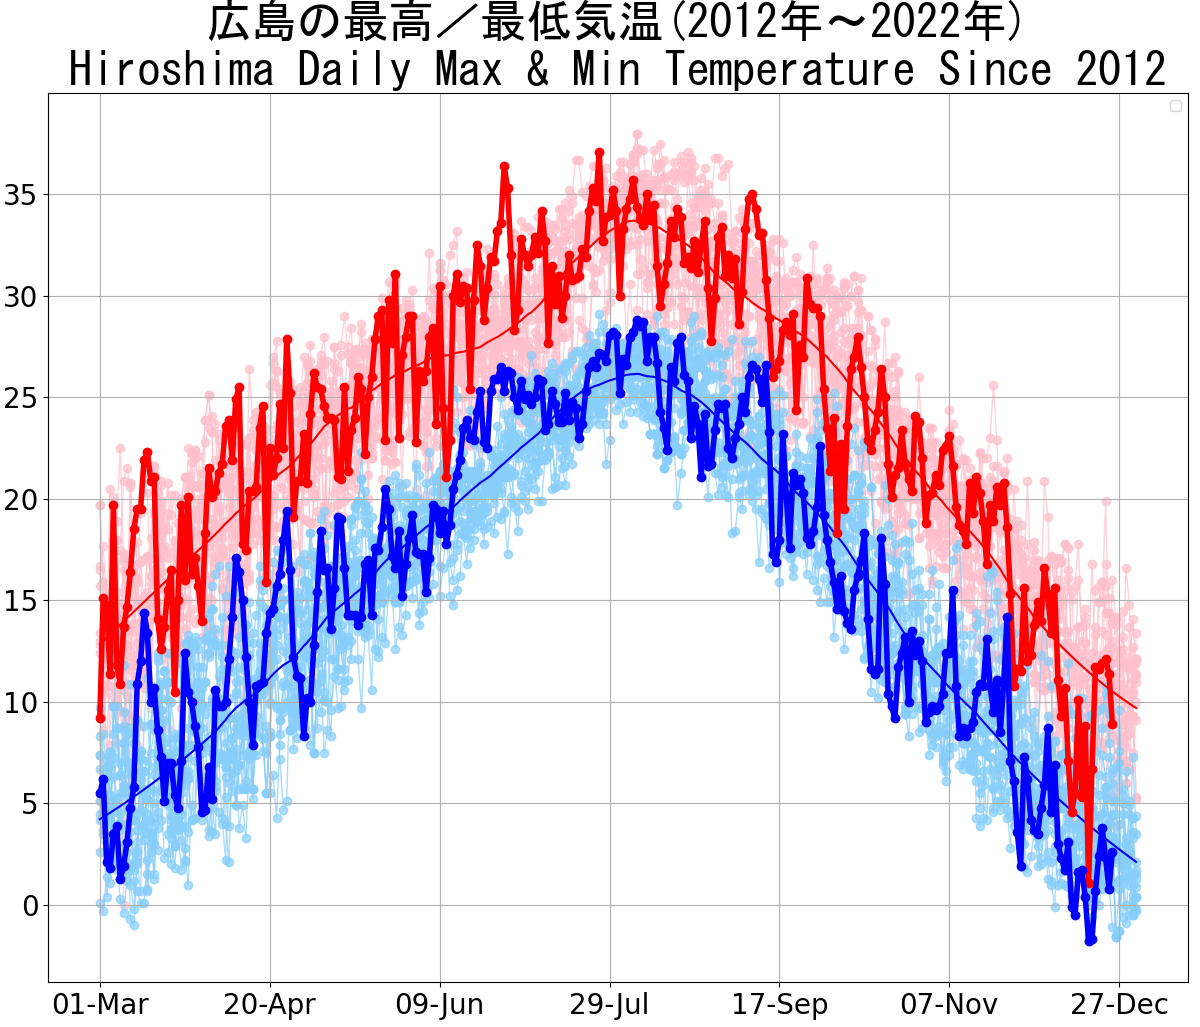 広島の最高／最低気温(2012年～2022年)
Hiroshima Daily Max & Min Temperature Since 2012
35
30
25
20
15
10
5
0
01-Mar 20-Apr 09-Jun 29-Jul 17-Sep 07-Nov 27-Dec